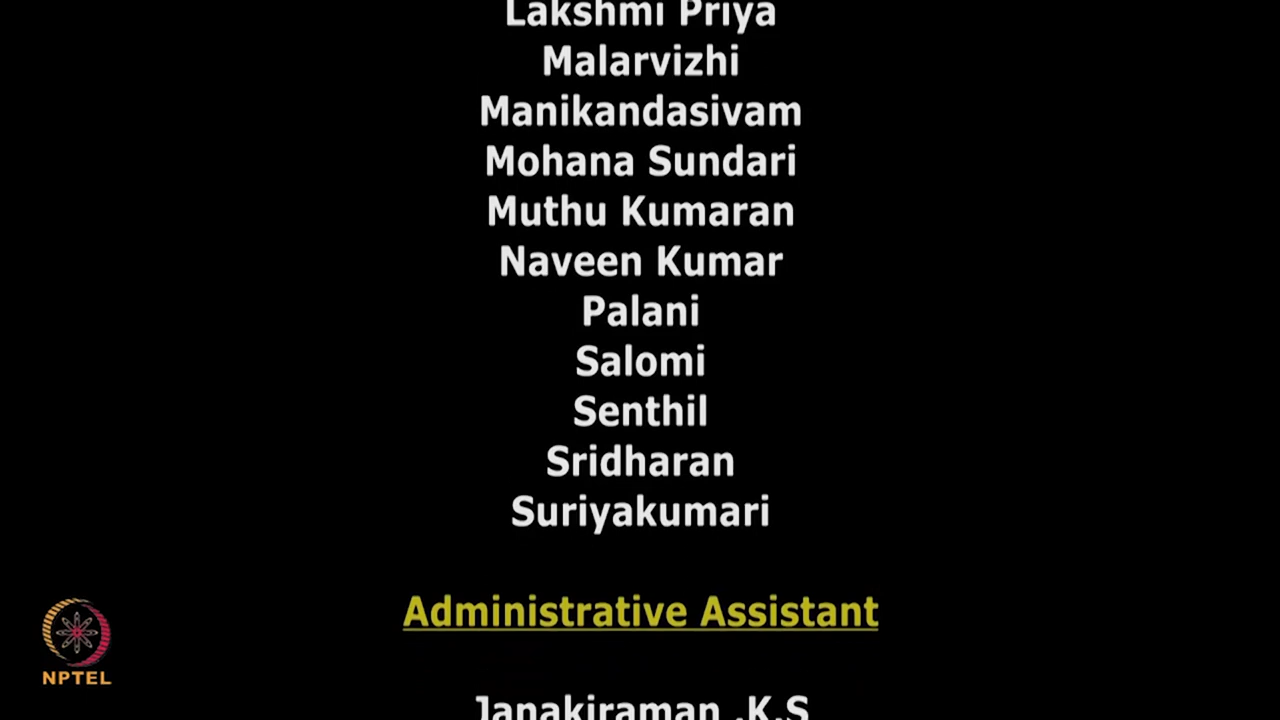 Lakshmi Priya
Malarvizhi
Manikandasivam
Mohana Sundari
Muthu Kumaran
Naveen Kumar
Palani
Salomi
Senthil
Sridharan
Suriyakumari
Administrative Assistant
NPTEL
Janakiraman .K.S